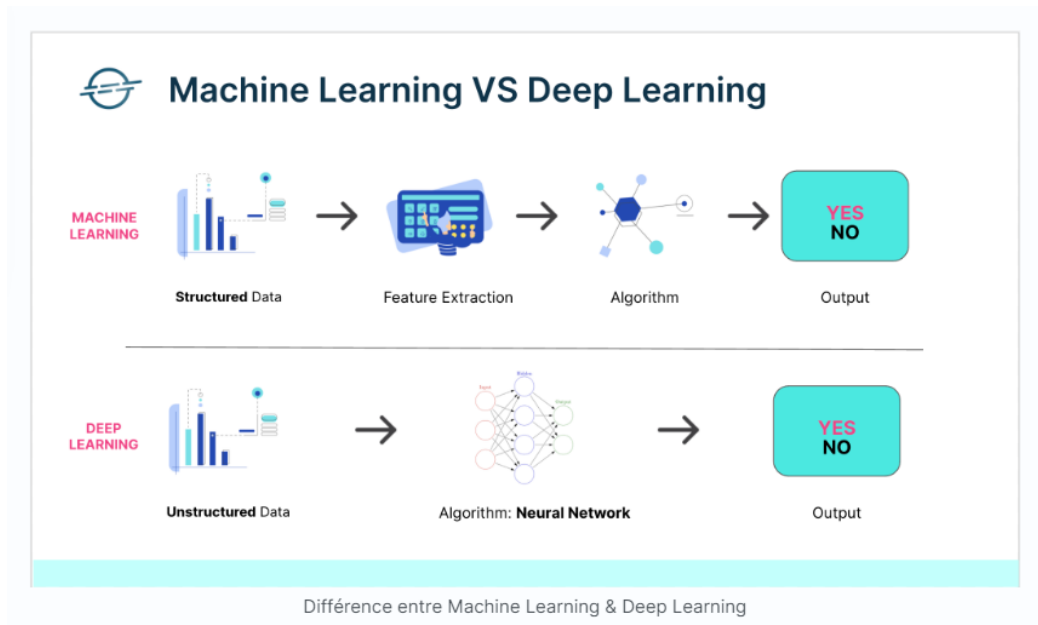 Machine Learning VS Deep Learning
MACHINE
LEARNING
YES
NO
Structured Data
Feature Extraction
Algorithm
Output
DEEP
LEARNING
YES
NO
Unstructured Data
Algorithm: Neural Network
Output
Différence entre Machine Learning & Deep Learning